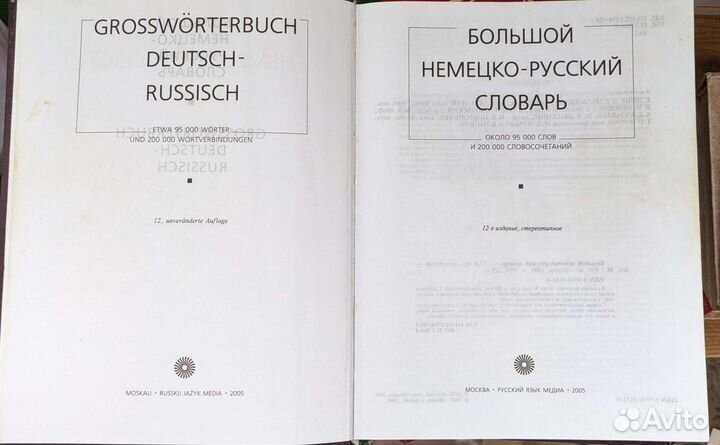 GROSSWÖRTERBUCH
DEUTSCH-
RUSSISCH
ETWA 95 000 WÖRTER
UND 200 000 WORTVERBINDUNGEN
12., unveränderte Auflage
MOSKAU • RUSSKIJ JAZYK MEDIA • 2005
БОЛЬШОЙ
НЕМЕЦКО-РУССКИЙ
СЛОВАРЬ
ОКОЛО 95 000 СЛОВ
И 200 000 СЛОВОСОЧЕТАНИЙ
12-е издание, стереотипное
МОСКВА • РУССКИЙ ЯЗЫК МЕДИА • 2005
Avito